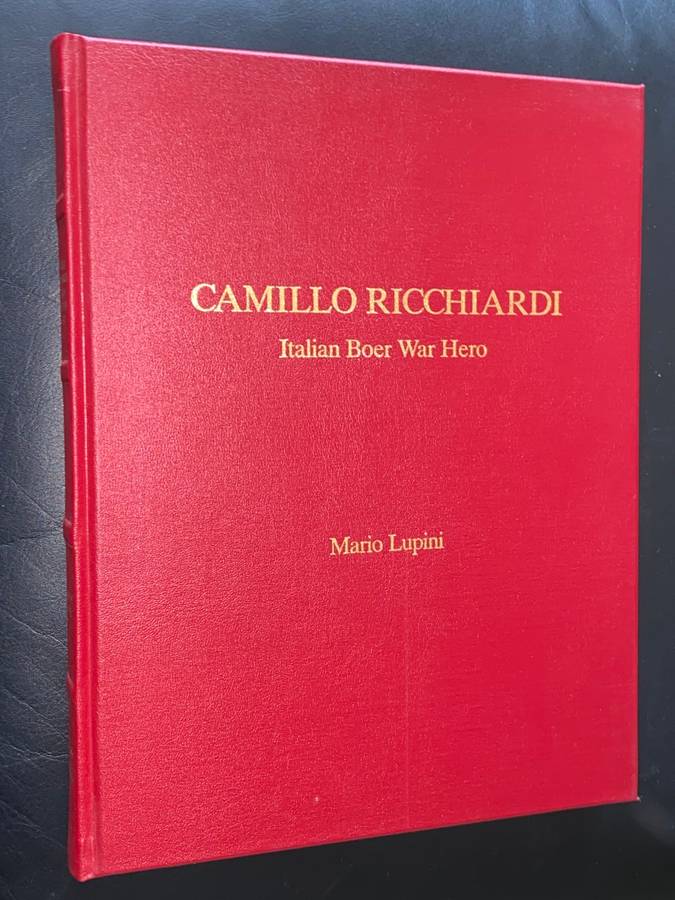 CAMILLO RICCHIARDI
Italian Boer War Hero
Mario Lupini